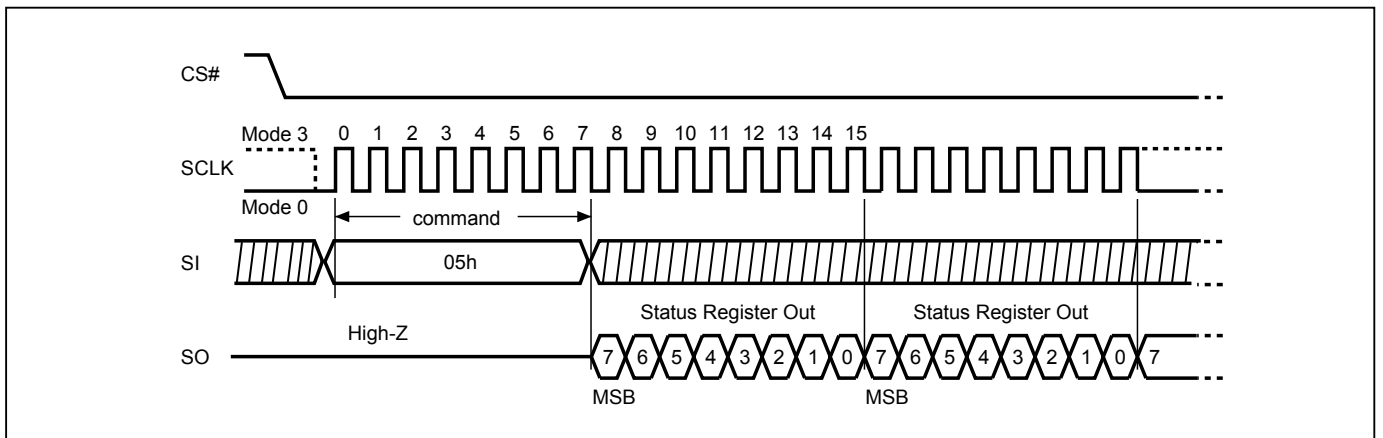 CS#
Mode 3 0 1 2 3 4 5 6 7 8 9 10 11 12 13 14 15
SCLK
Mode 0
command
SI 05h
Status Register Out Status Register Out
High-Z
SO 7 6 5 4 3 2 1 0 7 6 5 4 3 2 1 0 7
MSB MSB